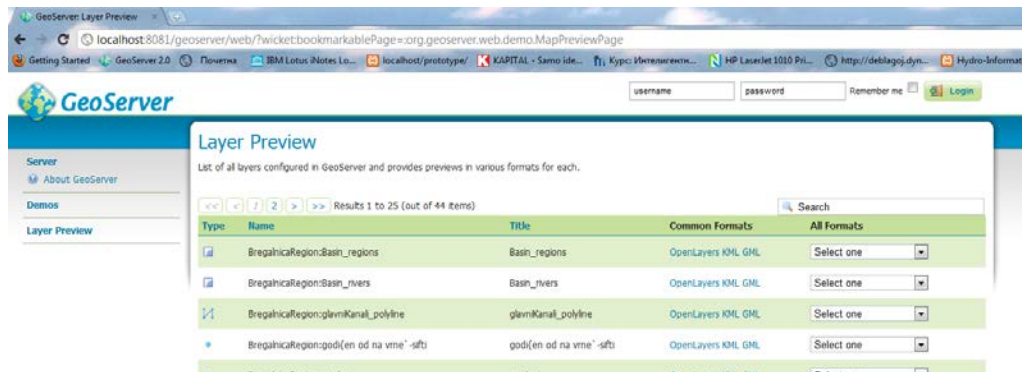 GeoServer: Layer Preview
localhost:8081/geoserver/web/?wicket:bookmarkablePage=:org.geoserver.web.demo.MapPreviewPage
Getting Started GeoServer 2.0 Почетна IBM Lotus iNotes Lo... localhost/prototype/ KAPITAL - Samo ide... Курс: Интелигенти... HP LaserJet 1010 Pri... http://deblagoj.dyn... Hydro-Informat
GeoServer
username password Remember me Login
Server
About GeoServer
Demos
Layer Preview
Layer Preview
List of all layers configured in GeoServer and provides previews in various formats for each.
<< < 1 2 > >> Results 1 to 25 (out of 44 items) Search
Type Name Title Common Formats All Formats
BregalnicaRegion:Basin_regions Basin_regions OpenLayers KML GML Select one
BregalnicaRegion:Basin_rivers Basin_rivers OpenLayers KML GML Select one
BregalnicaRegion:glavniKanali_polyline glavniKanali_polyline OpenLayers KML GML Select one
BregalnicaRegion:godi{en od na vrne`-sifti godi{en od na vrne`-sifti OpenLayers KML GML Select one